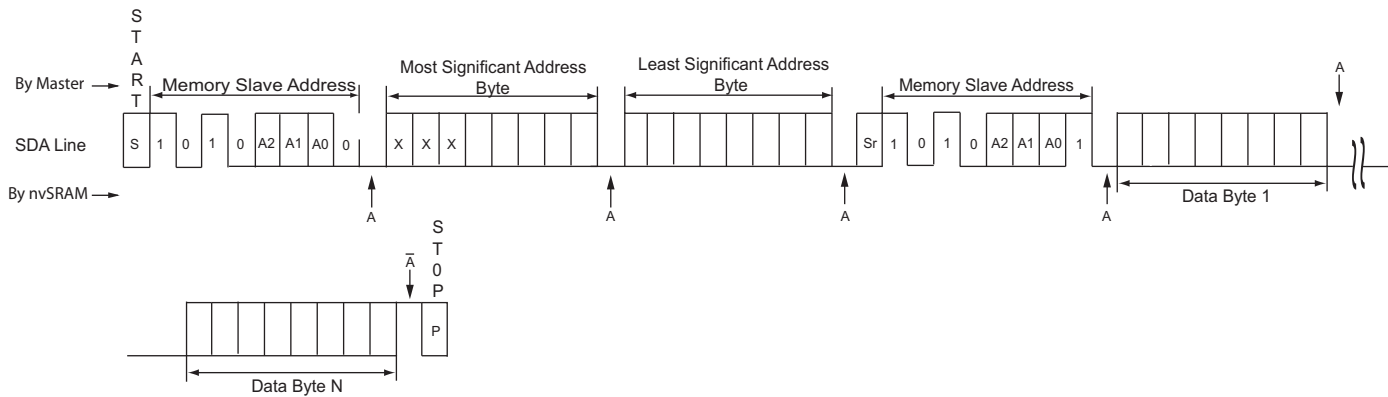 START
By Master
Memory Slave Address
Most Significant Address
Byte
Least Significant Address
Byte
Memory Slave Address
A
SDA Line
S 1 0 1 0 A2 A1 A0 0
X X X
Sr 1 0 1 0 A2 A1 A0 1
By nvSRAM
A
A
A
A
Data Byte 1
ST0P
A̅
P
Data Byte N